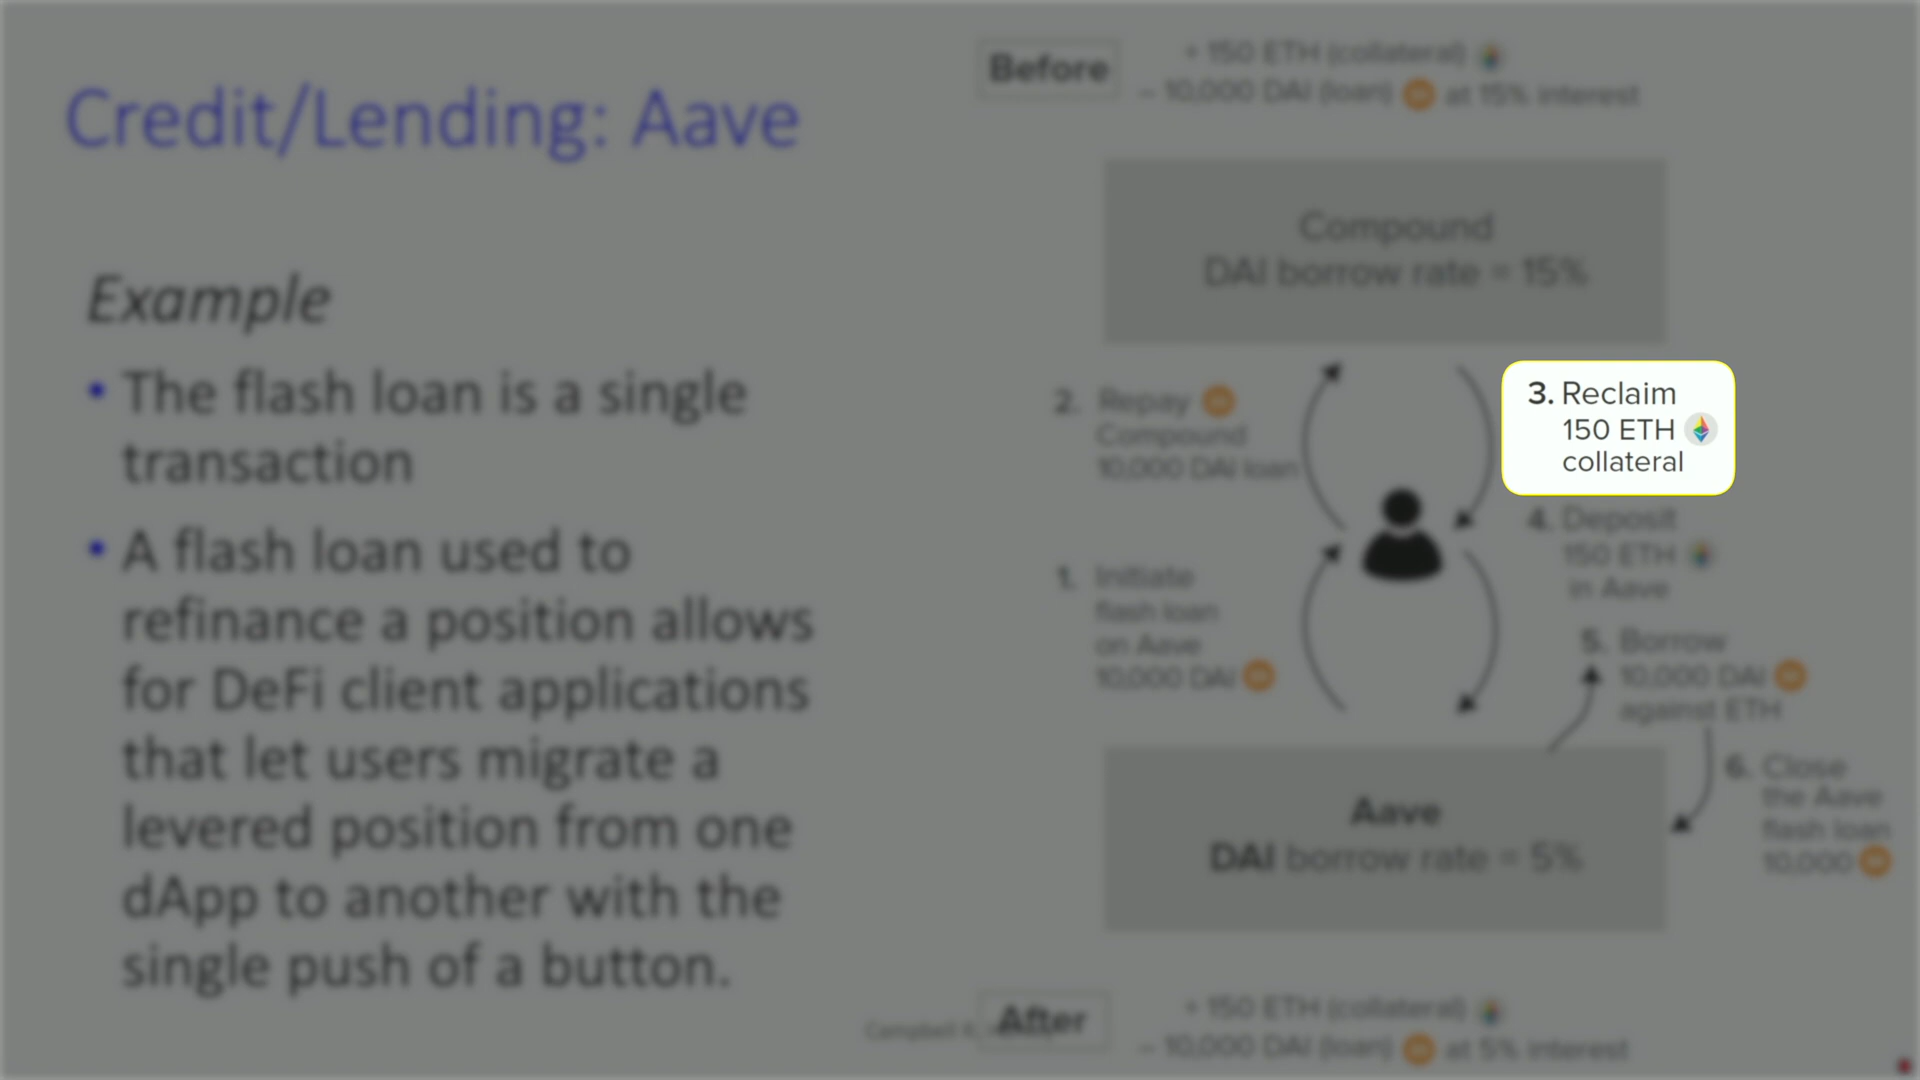 Credit/Lending: Aave
Example
• The flash loan is a single
transaction
• A flash loan used to
refinance a position allows
for DeFi client applications
that let users migrate a
levered position from one
dApp to another with the
single push of a button.
Before
+ 150 ETH (collateral)
– 10,000 DAI (loan) at 15% interest
Compound
DAI borrow rate = 15%
2. Repay
Compound
10,000 DAI loan
3. Reclaim
150 ETH
collateral
1. Initiate
flash loan
on Aave
10,000 DAI
4. Deposit
150 ETH
in Aave
5. Borrow
10,000 DAI
against ETH
6. Close
the Aave
flash loan
10,000
Aave
DAI borrow rate = 5%
Campbell
After
+ 150 ETH (collateral)
– 10,000 DAI (loan) at 5% interest